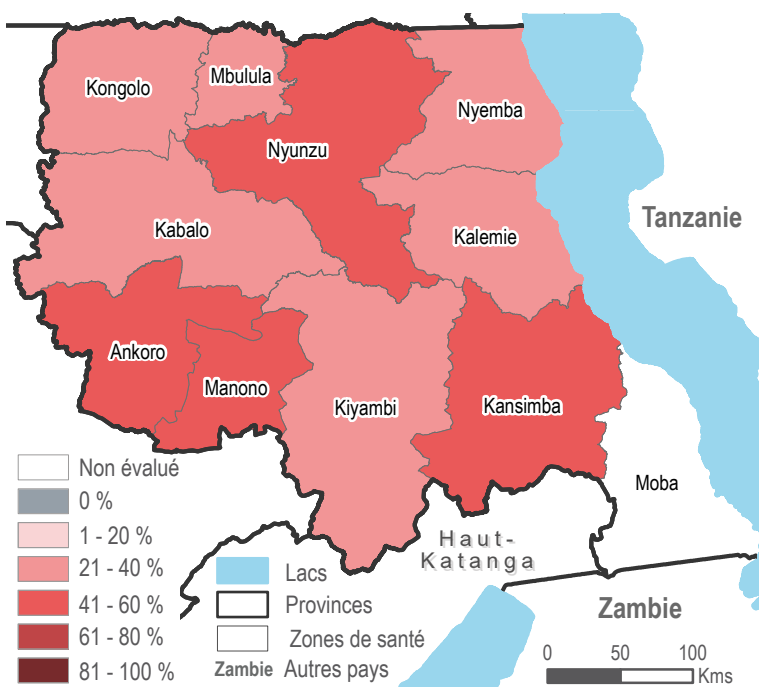 Kongolo
Mbulula
Nyemba
Nyunzu
Tanzanie
Kabalo
Kalemie
Ankoro
Manono
Kiyambi
Kansimba
Moba
Haut-
Katanga
Zambie
Non évalué
0 %
1 - 20 %
21 - 40 %
41 - 60 %
61 - 80 %
81 - 100 %
Lacs
Provinces
Zones de santé
Zambie Autres pays
0 50 100
Kms